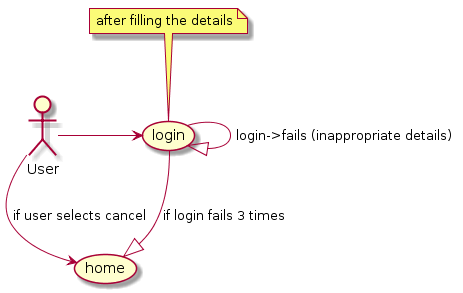 after filling the details
login
login->fails (inappropriate details)
User
if user selects cancel
if login fails 3 times
home